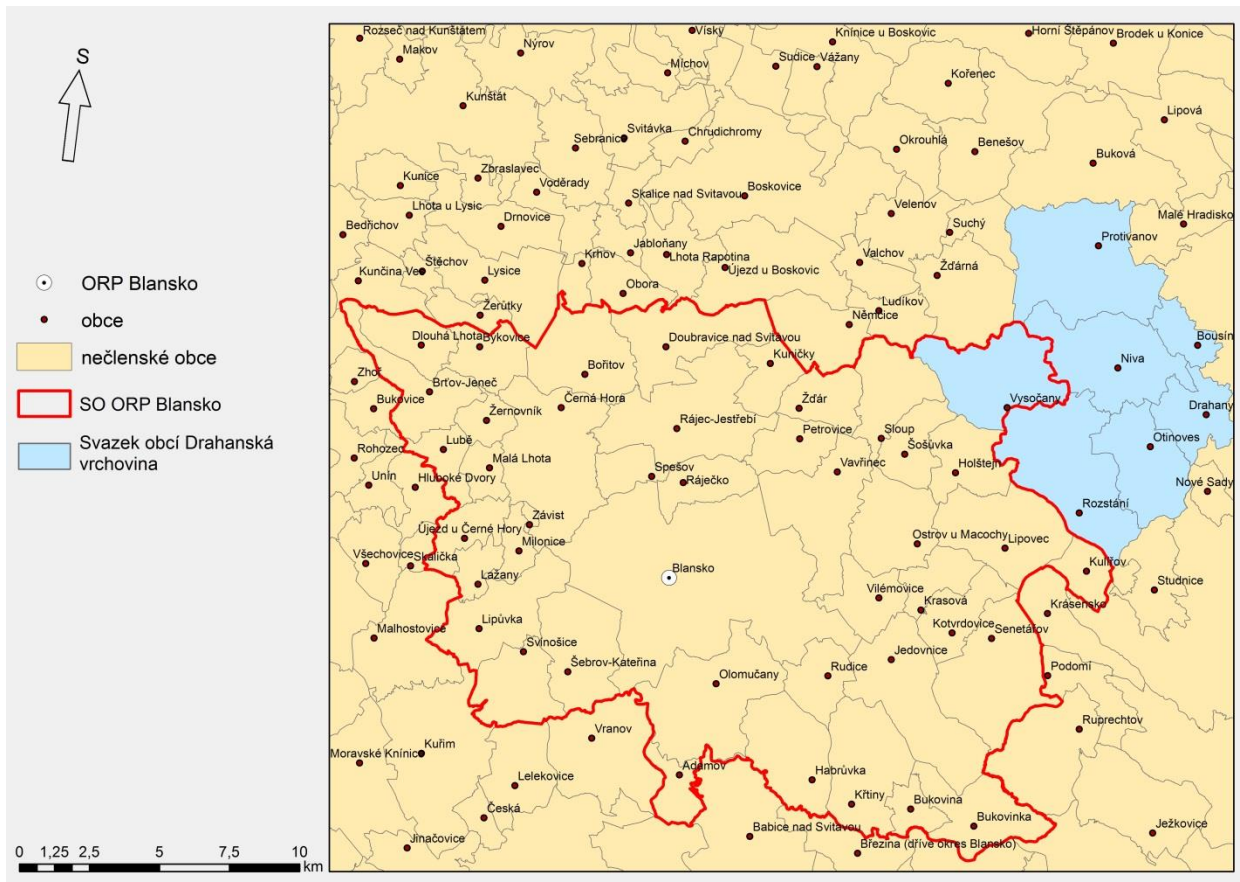 S
ORP Blansko
obce
nečlenské obce
SO ORP Blansko
Svazek obcí Drahanská
vrchovina
0 1,25 2,5 5 7,5 10
km
Rozseč nad Kunštátem
Makov
Nýrov
Vísky
Míchov
Sudice
Vážany
Knínice u Boskovic
Horní Štěpánov
Brodek u Konice
Kořenec
Kunštát
Lipová
Sebranice
Svitávka
Chrudichromy
Okrouhlá
Benešov
Buková
Kunice
Zbraslavec
Voděrady
Skalice nad Svitavou
Boskovice
Lhota u Lysic
Drnovice
Velenov
Suchý
Malé Hradisko
Bedřichov
Protivanov
Krhov
Jabloňany
Lhota Rapotina
Újezd u Boskovic
Valchov
Žďárná
Kunčina Ves
Štěchov
Lysice
Obora
Ludíkov
Němčice
Žerůtky
Dlouhá Lhota
Býkovice
Doubravice nad Svitavou
Kuničky
Bousín
Niva
Zhoř
Brťov-Jeneč
Bořitov
Bukovice
Žernovník
Černá Hora
Žďár
Vysočany
Drahany
Rájec-Jestřebí
Petrovice
Sloup
Šošůvka
Otinoves
Rohozec
Lubě
Malá Lhota
Spešov
Ráječko
Vavřinec
Holštejn
Unín
Hluboké Dvory
Nové Sady
Závist
Rozstání
Újezd u Černé Hory
Milonice
Ostrov u Macochy
Lipovec
Všechovice
Skalička
Lažany
Blansko
Kulířov
Studnice
Vilémovice
Krasová
Krásensko
Malhostovice
Lipůvka
Svinošice
Kotvrdovice
Senetářov
Šebrov-Kateřina
Olomučany
Rudice
Jedovnice
Podomí
Ruprechtov
Vranov
Kuřim
Moravské Knínice
Lelekovice
Adamov
Habrůvka
Křtiny
Bukovina
Bukovinka
Česká
Jinačovice
Babice nad Svitavou
Březina (dříve okres Blansko)
Ježkovice